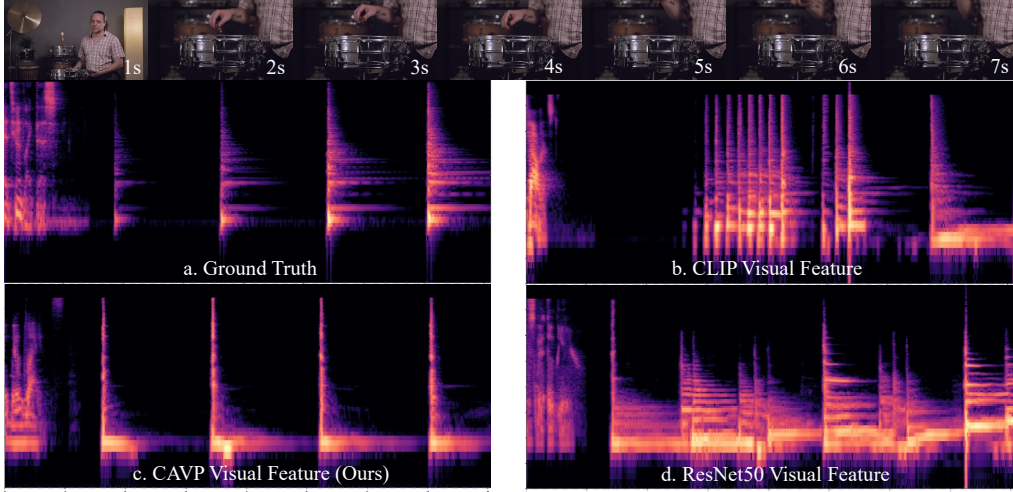 1s 2s 3s 4s 5s 6s 7s
a. Ground Truth
b. CLIP Visual Feature
c. CAVP Visual Feature (Ours)
d. ResNet50 Visual Feature